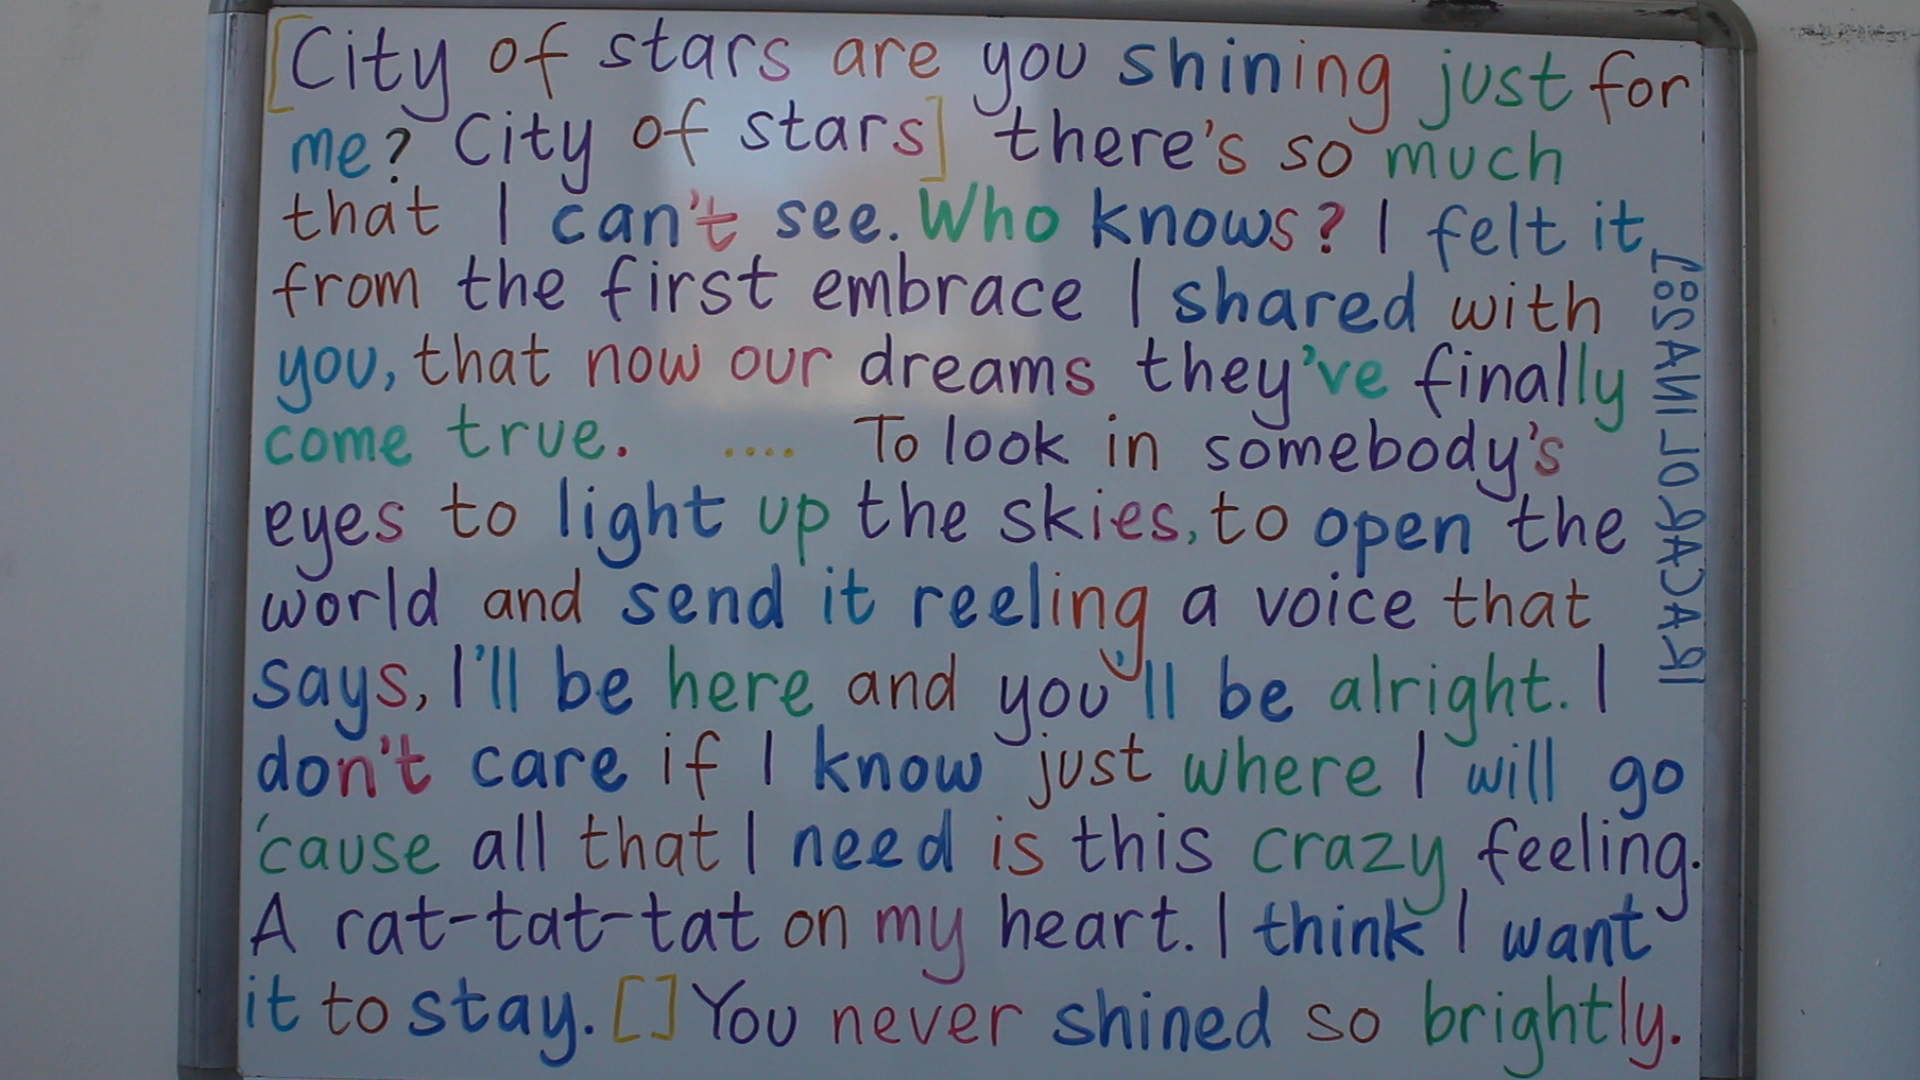 [City of stars are you shining just for
me? City of stars] there's so much
that I can't see. Who knows? I felt it
from the first embrace I shared with
you, that now our dreams they've finally
come true. .... To look in somebody's
eyes to light up the skies, to open the
world and send it reeling a voice that
says, I'll be here and you'll be alright. I
don't care if I know just where I will go
'cause all that I need is this crazy feeling.
A rat-tat-tat on my heart. I think I want
it to stay. [] You never shined so brightly.